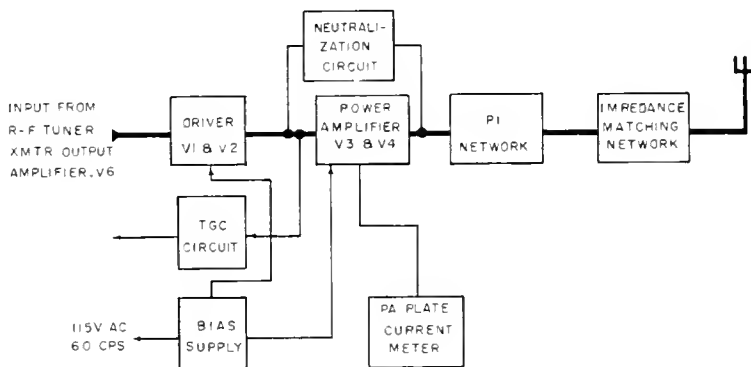 NEUTRALI-
ZATION
CIRCUIT
INPUT FROM
R-F TUNER
XMTR OUTPUT
AMPLIFIER, V6
DRIVER
V1 & V2
POWER
AMPLIFIER
V3 & V4
PI
NETWORK
IMREDANCE
MATCHING
NETWORK
TGC
CIRCUIT
115V AC
60 CPS
BIAS
SUPPLY
PA PLATE
CURRENT
METER